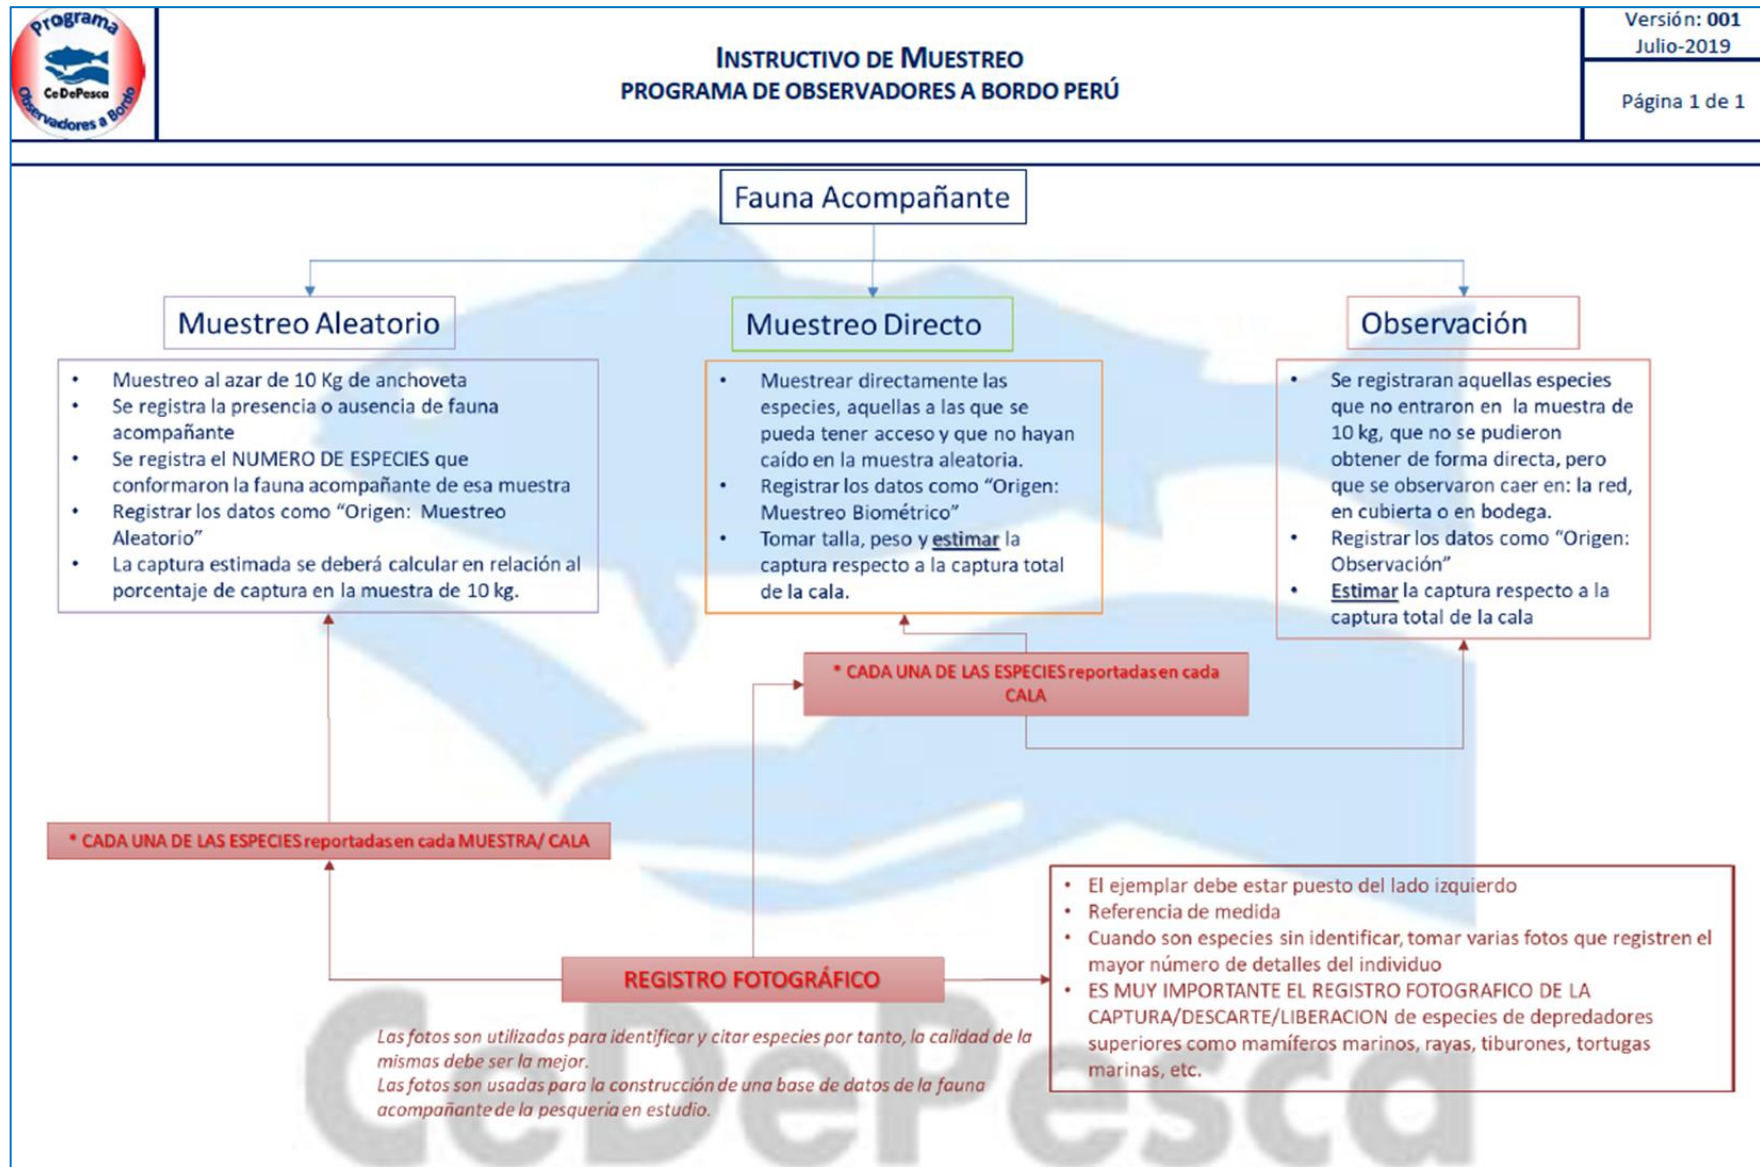 Programa
CeDePesca
Observadores a Bordo
INSTRUCTIVO DE MUESTREO
PROGRAMA DE OBSERVADORES A BORDO PERÚ
Versión: 001
Julio-2019
Página 1 de 1
Fauna Acompañante
Muestreo Aleatorio
• Muestreo al azar de 10 Kg de anchoveta
• Se registra la presencia o ausencia de fauna
acompañante
• Se registra el NUMERO DE ESPECIES que
conformaron la fauna acompañante de esa muestra
• Registrar los datos como “Origen: Muestreo
Aleatorio”
• La captura estimada se deberá calcular en relación al
porcentaje de captura en la muestra de 10 kg.
Muestreo Directo
• Muestrear directamente las
especies, aquellas a las que se
pueda tener acceso y que no hayan
caído en la muestra aleatoria.
• Registrar los datos como “Origen:
Muestreo Biométrico”
• Tomar talla, peso y estimar la
captura respecto a la captura total
de la cala.
Observación
• Se registraran aquellas especies
que no entraron en la muestra de
10 kg, que no se pudieron
obtener de forma directa, pero
que se observaron caer en: la red,
en cubierta o en bodega.
• Registrar los datos como “Origen:
Observación”
• Estimar la captura respecto a la
captura total de la cala
* CADA UNA DE LAS ESPECIES reportadas en cada
CALA
* CADA UNA DE LAS ESPECIES reportadas en cada MUESTRA/ CALA
REGISTRO FOTOGRÁFICO
• El ejemplar debe estar puesto del lado izquierdo
• Referencia de medida
• Cuando son especies sin identificar, tomar varias fotos que registren el
mayor número de detalles del individuo
• ES MUY IMPORTANTE EL REGISTRO FOTOGRAFICO DE LA
CAPTURA/DESCARTE/LIBERACION de especies de depredadores
superiores como mamíferos marinos, rayas, tiburones, tortugas
marinas, etc.
Las fotos son utilizadas para identificar y citar especies por tanto, la calidad de la
mismas debe ser la mejor.
Las fotos son usadas para la construcción de una base de datos de la fauna
acompañante de la pesquería en estudio.
CeDePesca